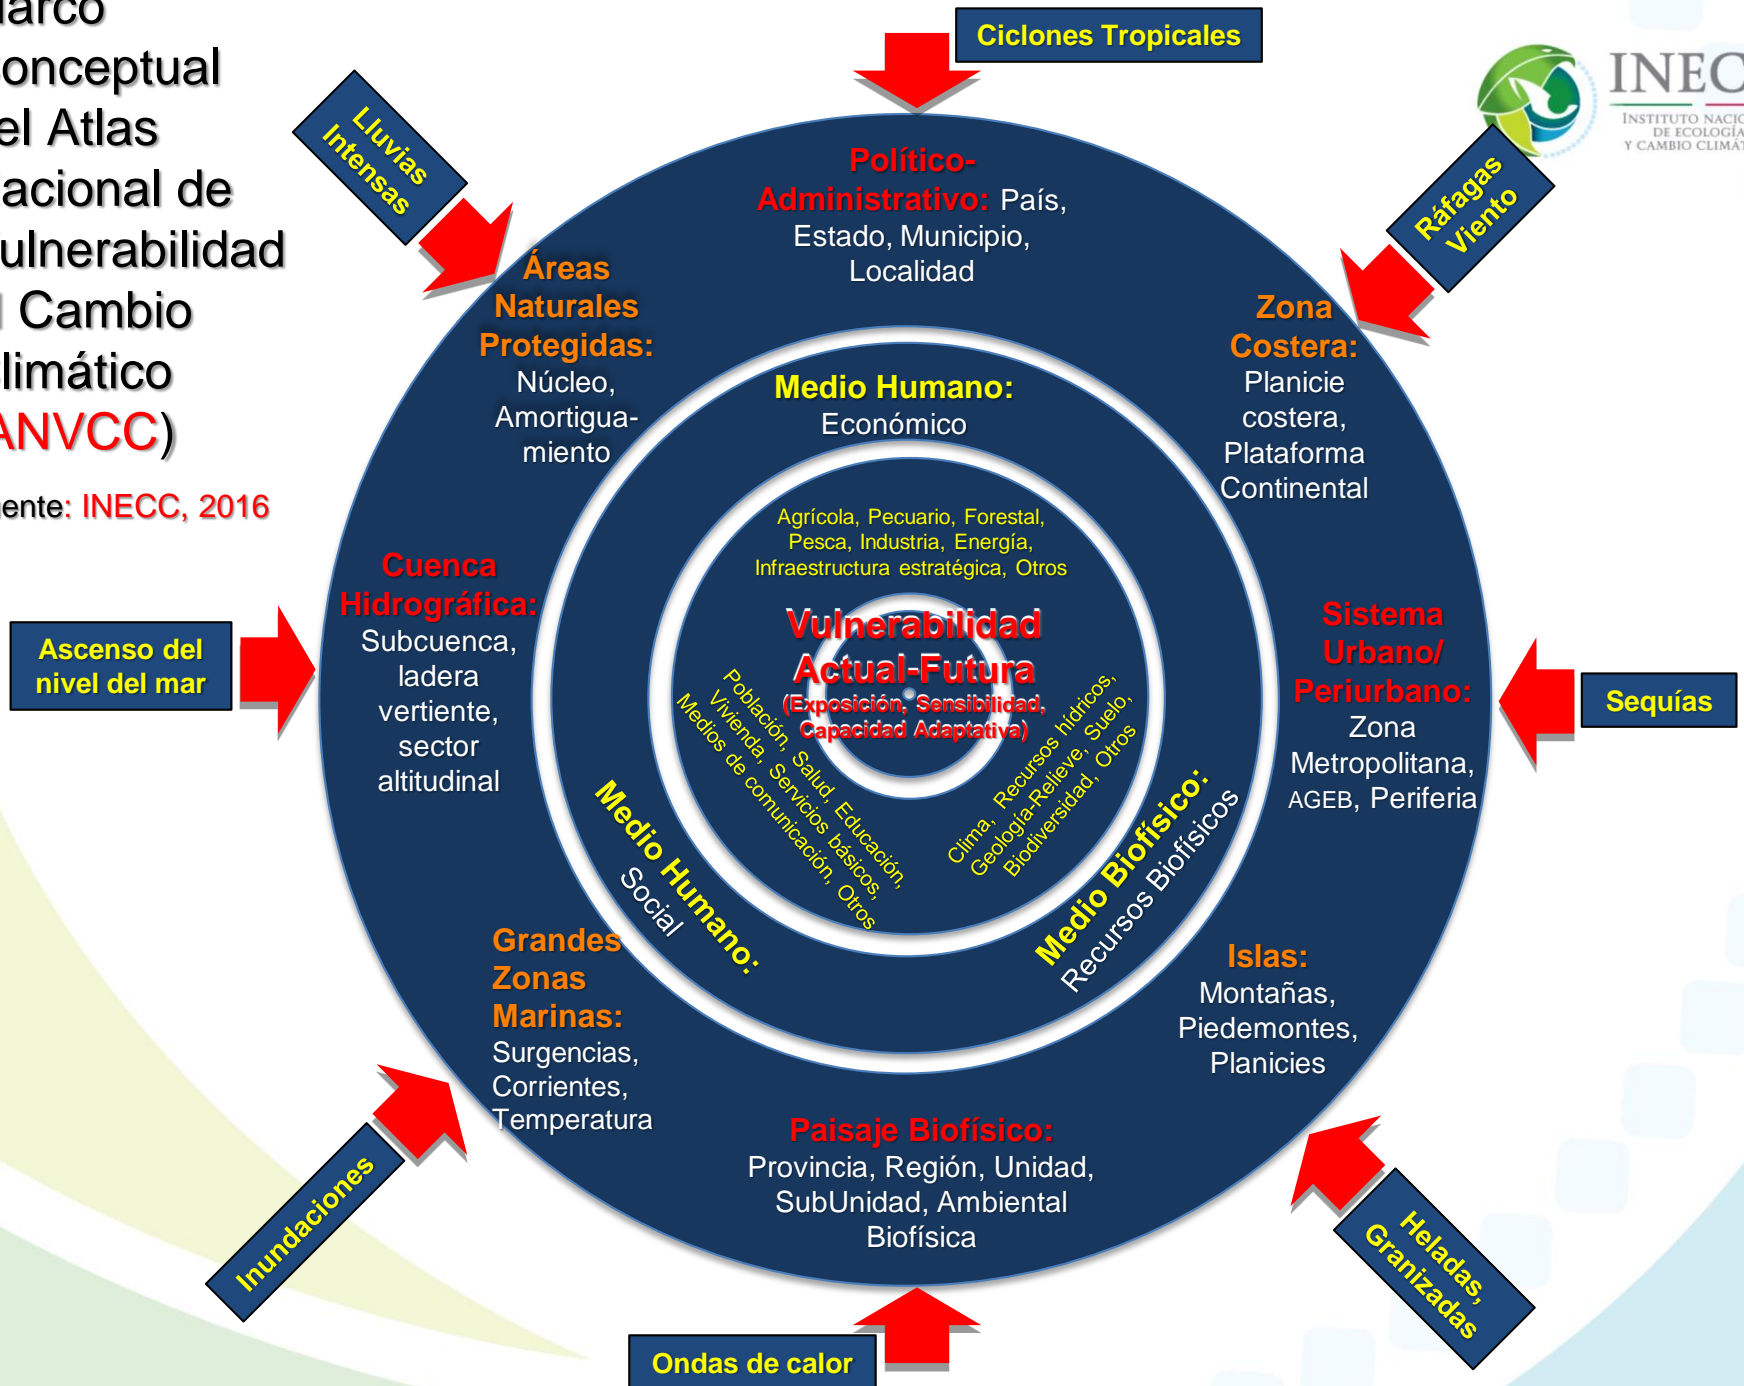 arco
onceptual
el Atlas
acional de
ulnerabilidad
l Cambio
limático
ANVCC)
ente: INECC, 2016
Ciclones Tropicales
INEC
INSTITUTO NACIO
DE ECOLOGÍA
Y CAMBIO CLIMÁT
Lluvias
Intensas
Ráfagas
Viento
Político-
Administrativo: País,
Estado, Municipio,
Localidad
Áreas
Naturales
Protegidas:
Núcleo,
Amortigua-
miento
Zona
Costera:
Planicie
costera,
Plataforma
Continental
Medio Humano:
Económico
Agrícola, Pecuario, Forestal,
Pesca, Industria, Energía,
Infraestructura estratégica, Otros
Cuenca
Hidrográfica:
Subcuenca,
ladera
vertiente,
sector
altitudinal
Vulnerabilidad
Actual-Futura
(Exposición, Sensibilidad,
Capacidad Adaptativa)
Sistema
Urbano/
Periurbano:
Zona
Metropolitana,
AGEB, Periferia
Ascenso del
nivel del mar
Sequías
Población, Salud, Educación,
Vivienda, Servicios básicos,
Medios de comunicación, Otros
Clima, Recursos hídricos,
Geología-Relieve, Suelo,
Biodiversidad, Otros
Medio Humano:
Social
Medio Biofísico:
Recursos Biofísicos
Grandes
Zonas
Marinas:
Surgencias,
Corrientes,
Temperatura
Islas:
Montañas,
Piedemontes,
Planicies
Paisaje Biofísico:
Provincia, Región, Unidad,
SubUnidad, Ambiental
Biofísica
Inundaciones
Heladas,
Granizadas
Ondas de calor